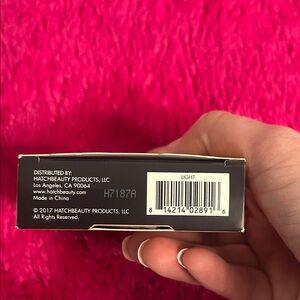 DISTRIBUTED BY:
HATCHBEAUTY PRODUCTS, LLC
Los Angeles, CA 90064
www.hatchbeauty.com
Made in China
H7187A
© 2017 HATCHBEAUTY PRODUCTS, LLC
All Rights Reserved.
LIGHT
8 14214 02891 6